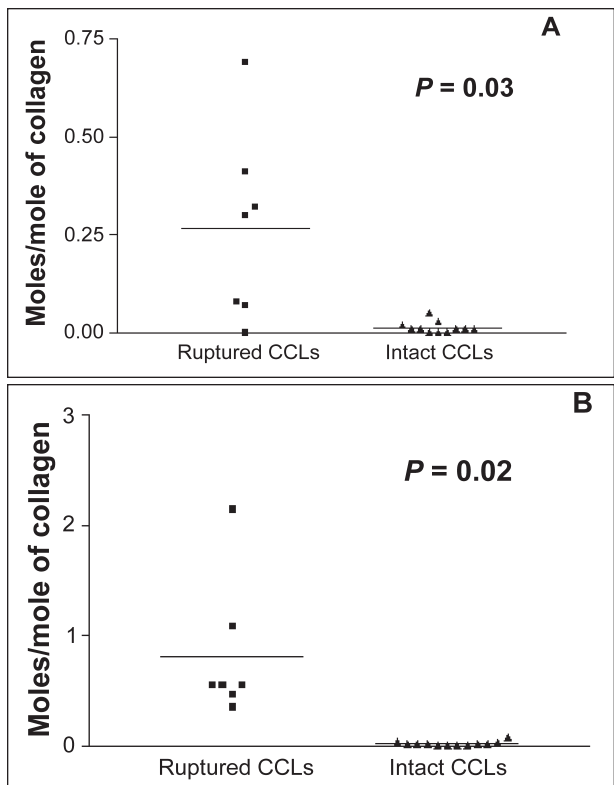 A
0.75
P = 0.03
0.50
0.25
0.00
Moles/mole of collagen
Ruptured CCLs
Intact CCLs
B
3
P = 0.02
2
1
0
Moles/mole of collagen
Ruptured CCLs
Intact CCLs